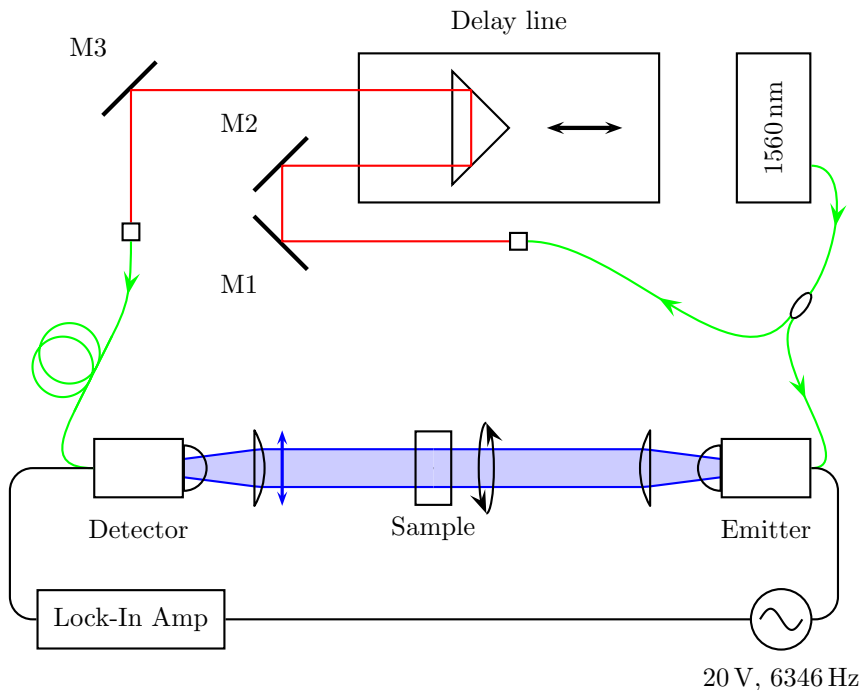 Delay line
M3
M2
1560 nm
M1
Detector
Sample
Emitter
Lock-In Amp
20 V, 6346 Hz